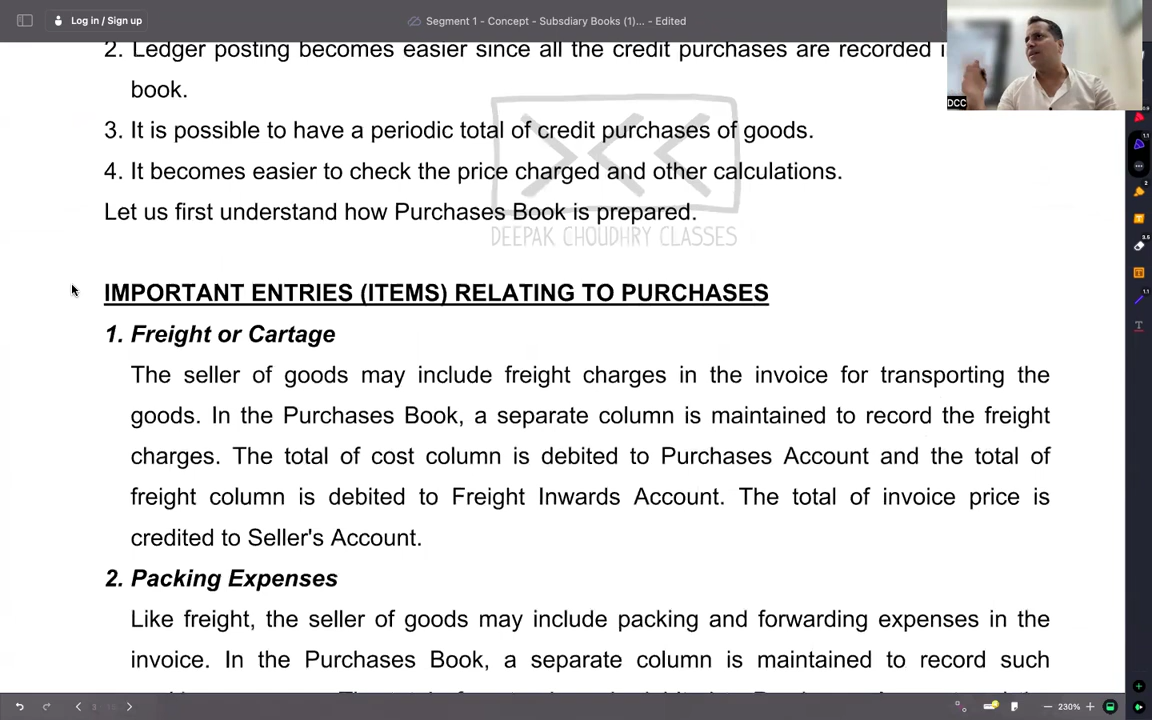 Log in / Sign up
Segment 1 - Concept - Subsdiary Books (1)... - Edited
2. Ledger posting becomes easier since all the credit purchases are recorded
book.
DCC
3. It is possible to have a periodic total of credit purchases of goods.
4. It becomes easier to check the price charged and other calculations.
Let us first understand how Purchases Book is prepared.
DEEPAK CHOUDHRY CLASSES
IMPORTANT ENTRIES (ITEMS) RELATING TO PURCHASES
1. Freight or Cartage
The seller of goods may include freight charges in the invoice for transporting the
goods. In the Purchases Book, a separate column is maintained to record the freight
charges. The total of cost column is debited to Purchases Account and the total of
freight column is debited to Freight Inwards Account. The total of invoice price is
credited to Seller's Account.
2. Packing Expenses
Like freight, the seller of goods may include packing and forwarding expenses in the
invoice. In the Purchases Book, a separate column is maintained to record such
230%